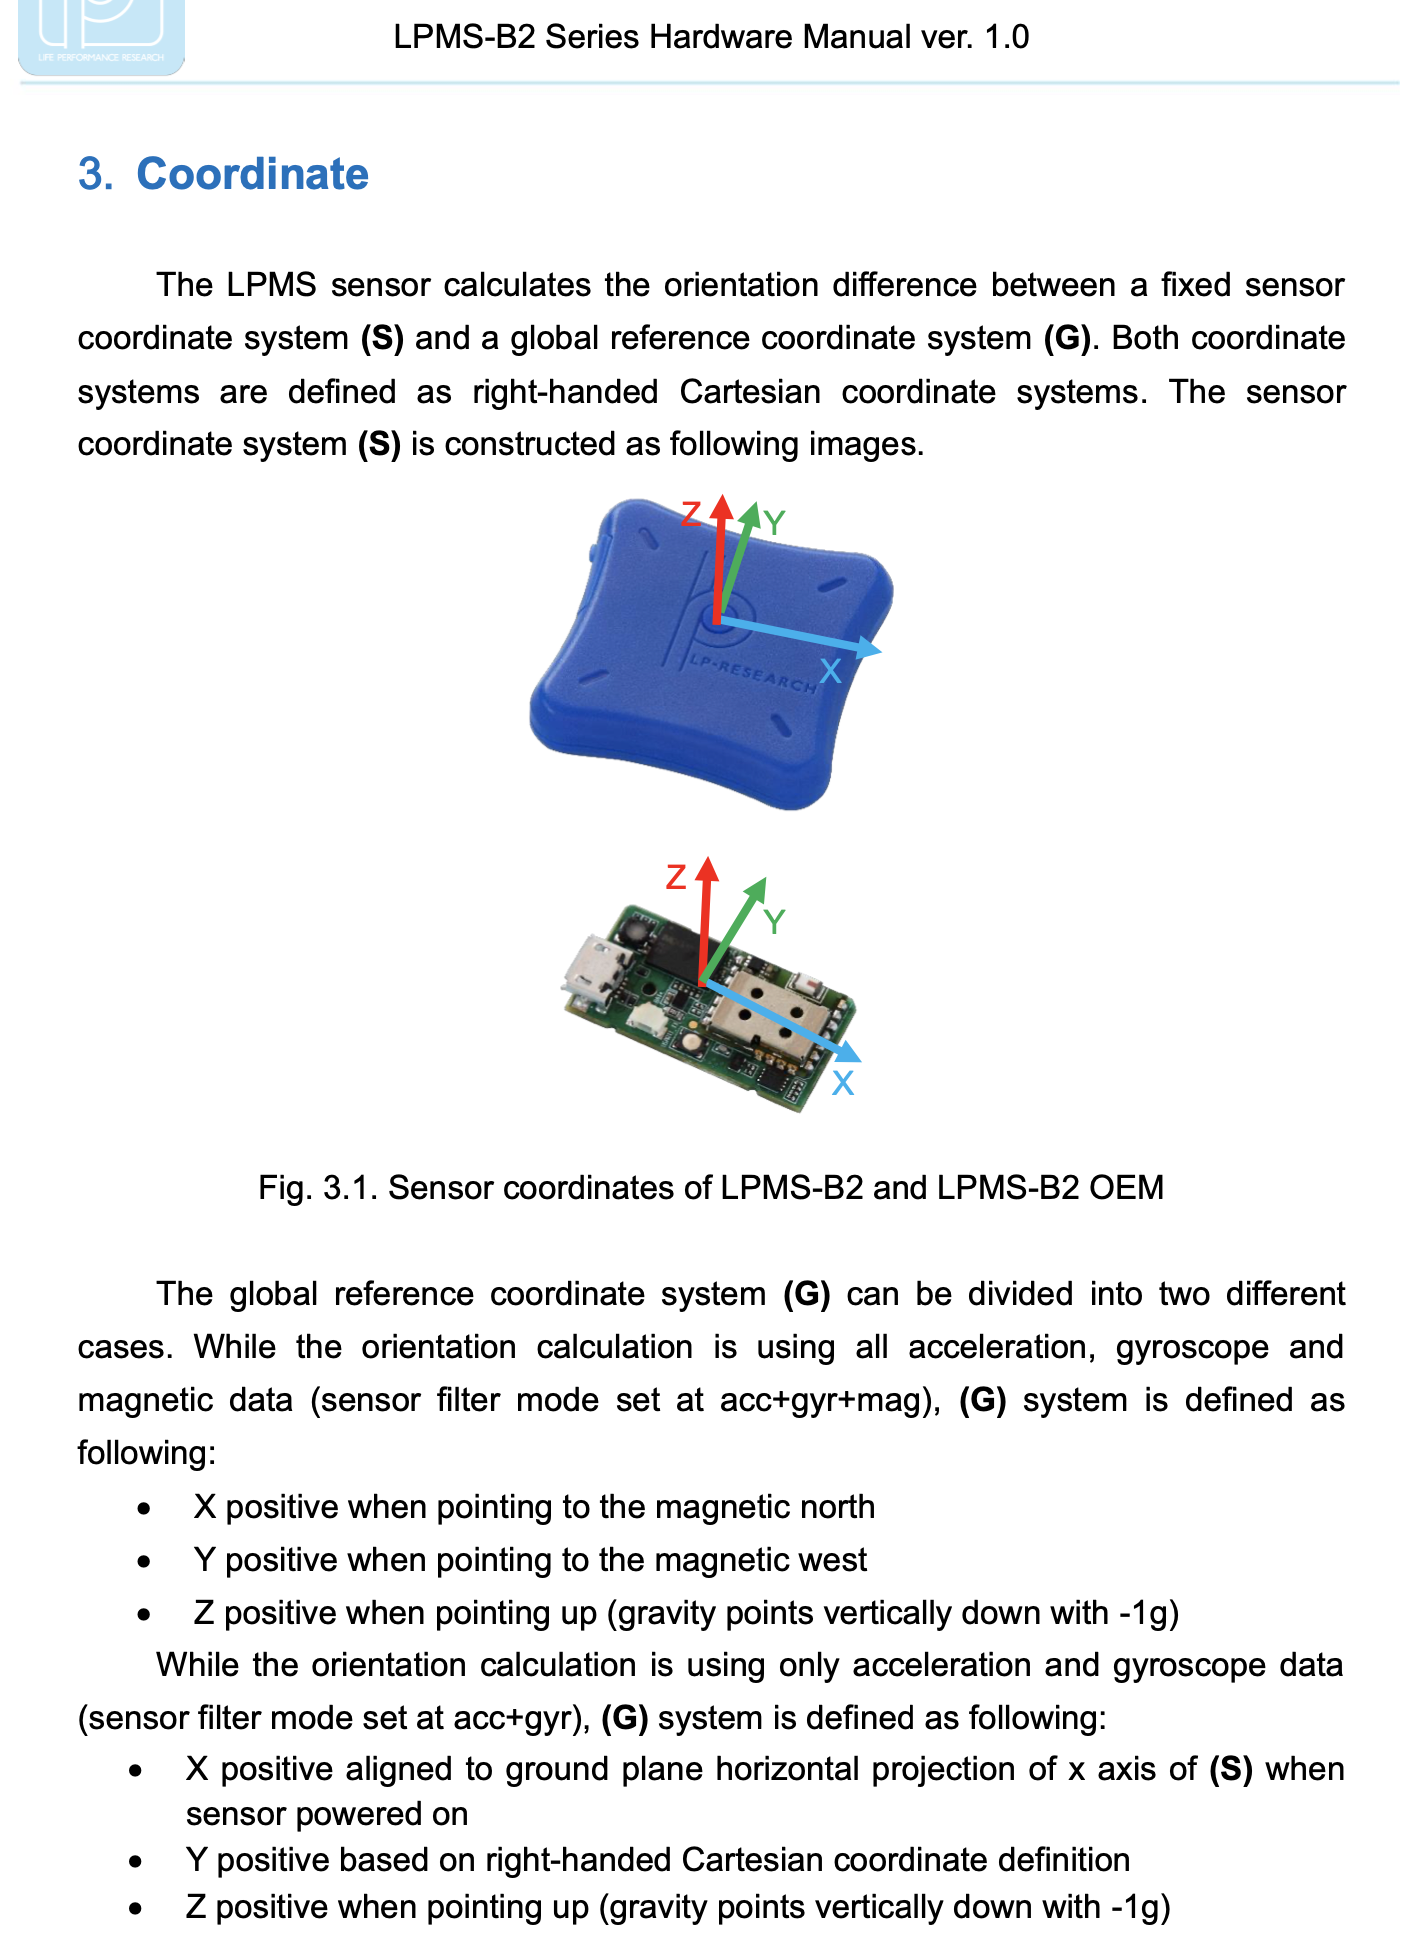 LIFE PERFORMANCE RESEARCH
LPMS-B2 Series Hardware Manual ver. 1.0
3. Coordinate
The LPMS sensor calculates the orientation difference between a fixed sensor
coordinate system (S) and a global reference coordinate system (G). Both coordinate
systems are defined as right-handed Cartesian coordinate systems. The sensor
coordinate system (S) is constructed as following images.
Z
Y
X
LP-RESEARCH
Z
Y
X
Fig. 3.1. Sensor coordinates of LPMS-B2 and LPMS-B2 OEM
The global reference coordinate system (G) can be divided into two different
cases. While the orientation calculation is using all acceleration, gyroscope and
magnetic data (sensor filter mode set at acc+gyr+mag), (G) system is defined as
following:
• X positive when pointing to the magnetic north
• Y positive when pointing to the magnetic west
• Z positive when pointing up (gravity points vertically down with -1g)
While the orientation calculation is using only acceleration and gyroscope data
(sensor filter mode set at acc+gyr), (G) system is defined as following:
• X positive aligned to ground plane horizontal projection of x axis of (S) when
sensor powered on
• Y positive based on right-handed Cartesian coordinate definition
• Z positive when pointing up (gravity points vertically down with -1g)